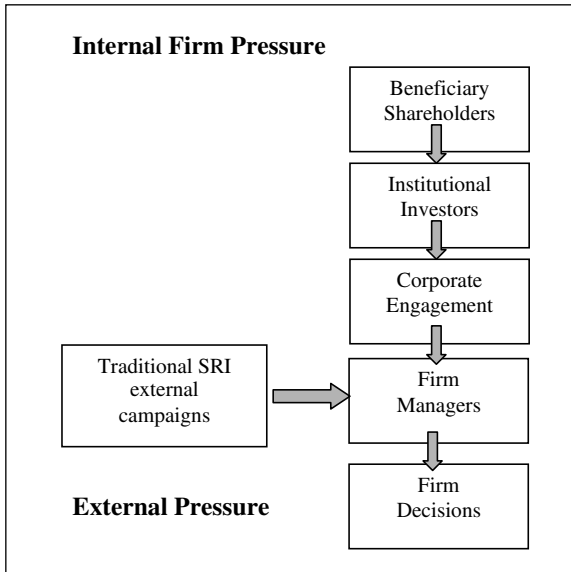 Internal Firm Pressure
Beneficiary
Shareholders
Institutional
Investors
Corporate
Engagement
Traditional SRI
external
campaigns
Firm
Managers
External Pressure
Firm
Decisions